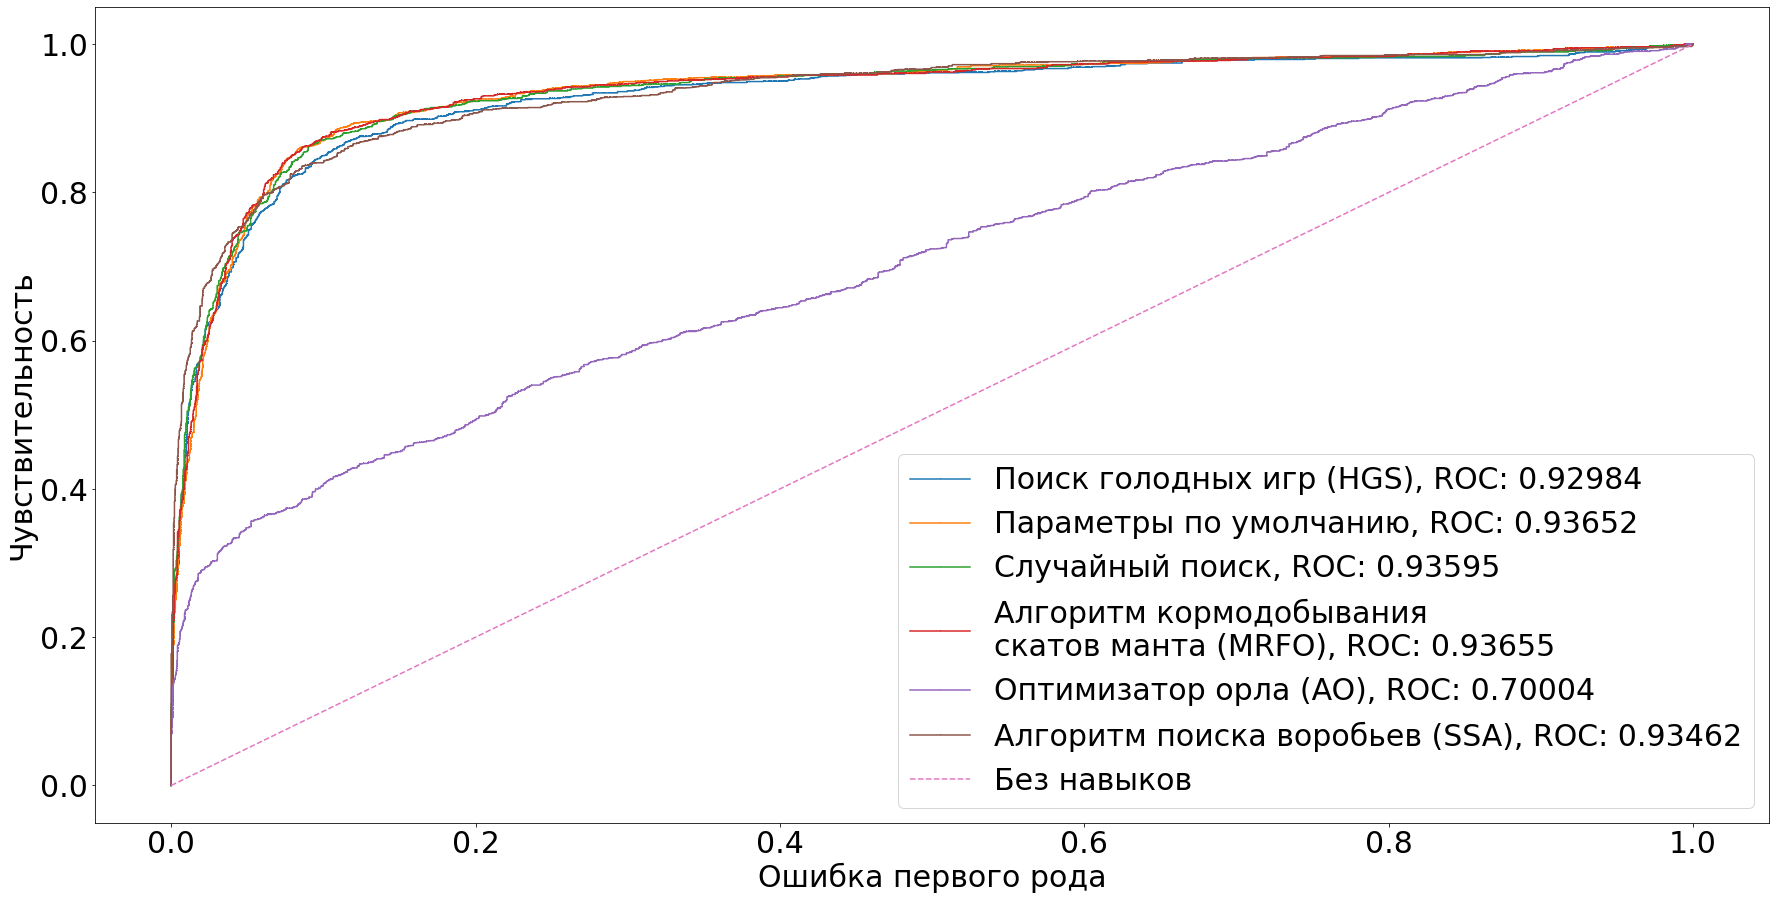 1.0
0.8
0.6
0.4
0.2
0.0
Чувствительность
Поиск голодных игр (HGS), ROC: 0.92984
Параметры по умолчанию, ROC: 0.93652
Случайный поиск, ROC: 0.93595
Алгоритм кормодобывания
скатов манта (MRFO), ROC: 0.93655
Оптимизатор орла (AO), ROC: 0.70004
Алгоритм поиска воробьев (SSA), ROC: 0.93462
Без навыков
0.0 0.2 0.4 0.6 0.8 1.0
Ошибка первого рода